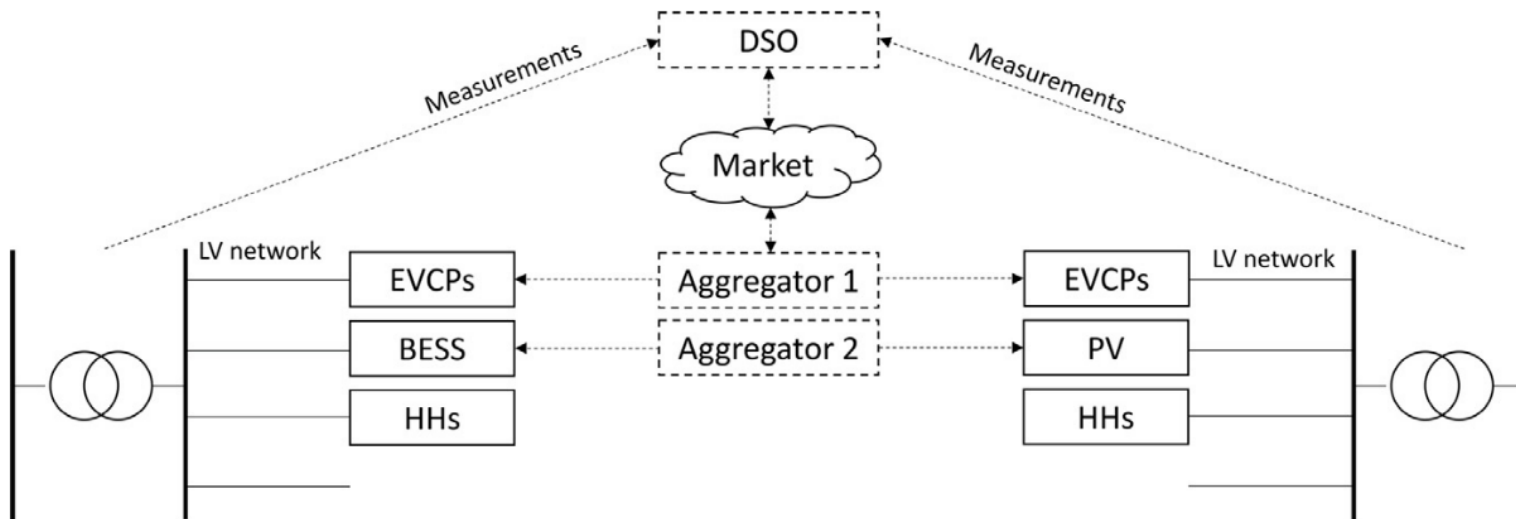 DSO
Measurements
Measurements
Market
LV network
LV network
EVCPs
Aggregator 1
EVCPs
BESS
Aggregator 2
PV
HHs
HHs